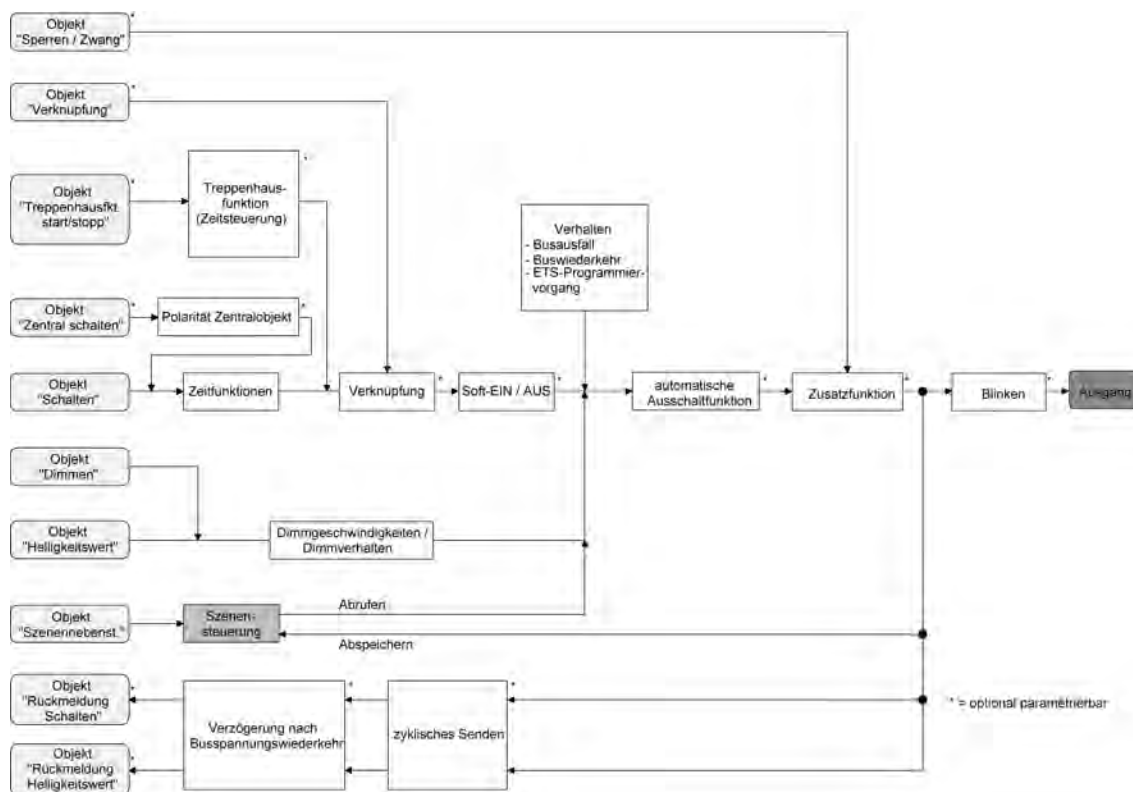 Objekt
"Sperren / Zwang"
*
Objekt
"Verknüpfung"
*
Objekt
"Treppenhausfkt.
start/stopp"
*
Treppenhaus-
funktion
(Zeitsteuerung)
*
Verhalten
- Busausfall
- Buswiederkehr
- ETS-Programmier-
vorgang
Objekt
"Zentral schalten"
*
Polarität Zentralobjekt
*
Objekt
"Schalten"
Zeitfunktionen
Verknüpfung
*
Soft-EIN / AUS
*
automatische
Ausschaltfunktion
*
Zusatzfunktion
*
Blinken
*
Ausgang
Objekt
"Dimmen"
Objekt
"Helligkeitswert"
Dimmgeschwindigkeiten /
Dimmverhalten
Objekt
"Szenennebenst."
Szenen-
steuerung
Abrufen
Abspeichern
Objekt
"Rückmeldung
Schalten"
*
Verzögerung nach
Busspannungswiederkehr
*
zyklisches Senden
*
* = optional parametrierbar
Objekt
"Rückmeldung
Helligkeitswert"
*